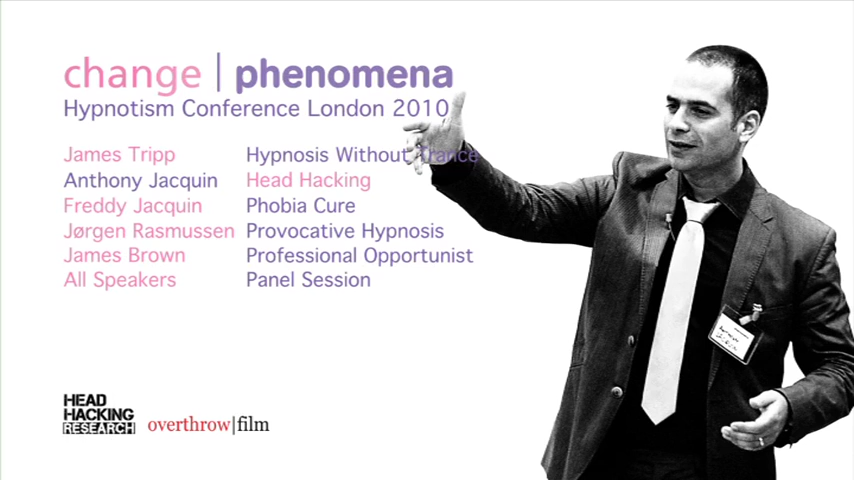 change | phenomena
Hypnotism Conference London 2010
James Tripp Hypnosis Without Trance
Anthony Jacquin Head Hacking
Freddy Jacquin Phobia Cure
Jørgen Rasmussen Provocative Hypnosis
James Brown Professional Opportunist
All Speakers Panel Session
HEAD
HACKING
RESEARCH
overthrow|film